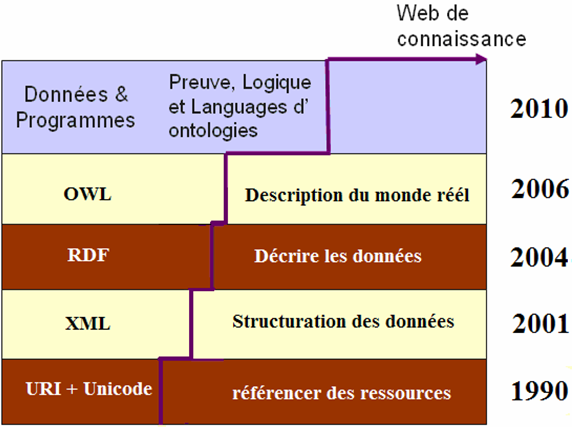 Web de
connaissance
Données &
Programmes
Preuve, Logique
et Languages d'
ontologies
2010
OWL
Description du monde réél
2006
RDF
Décrire les données
2004
XML
Structuration des données
2001
URI + Unicode
référencer des ressources
1990